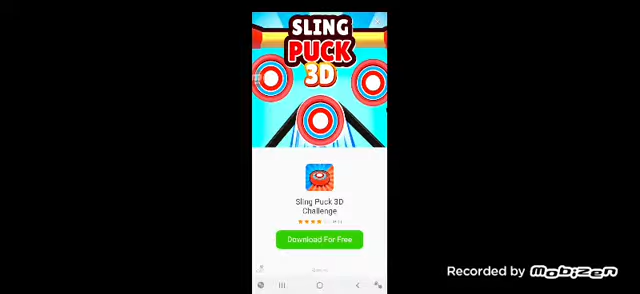 SLING
PUCK
3D
Sling Puck 3D
Challenge
Download For Free
Recorded by mobizen